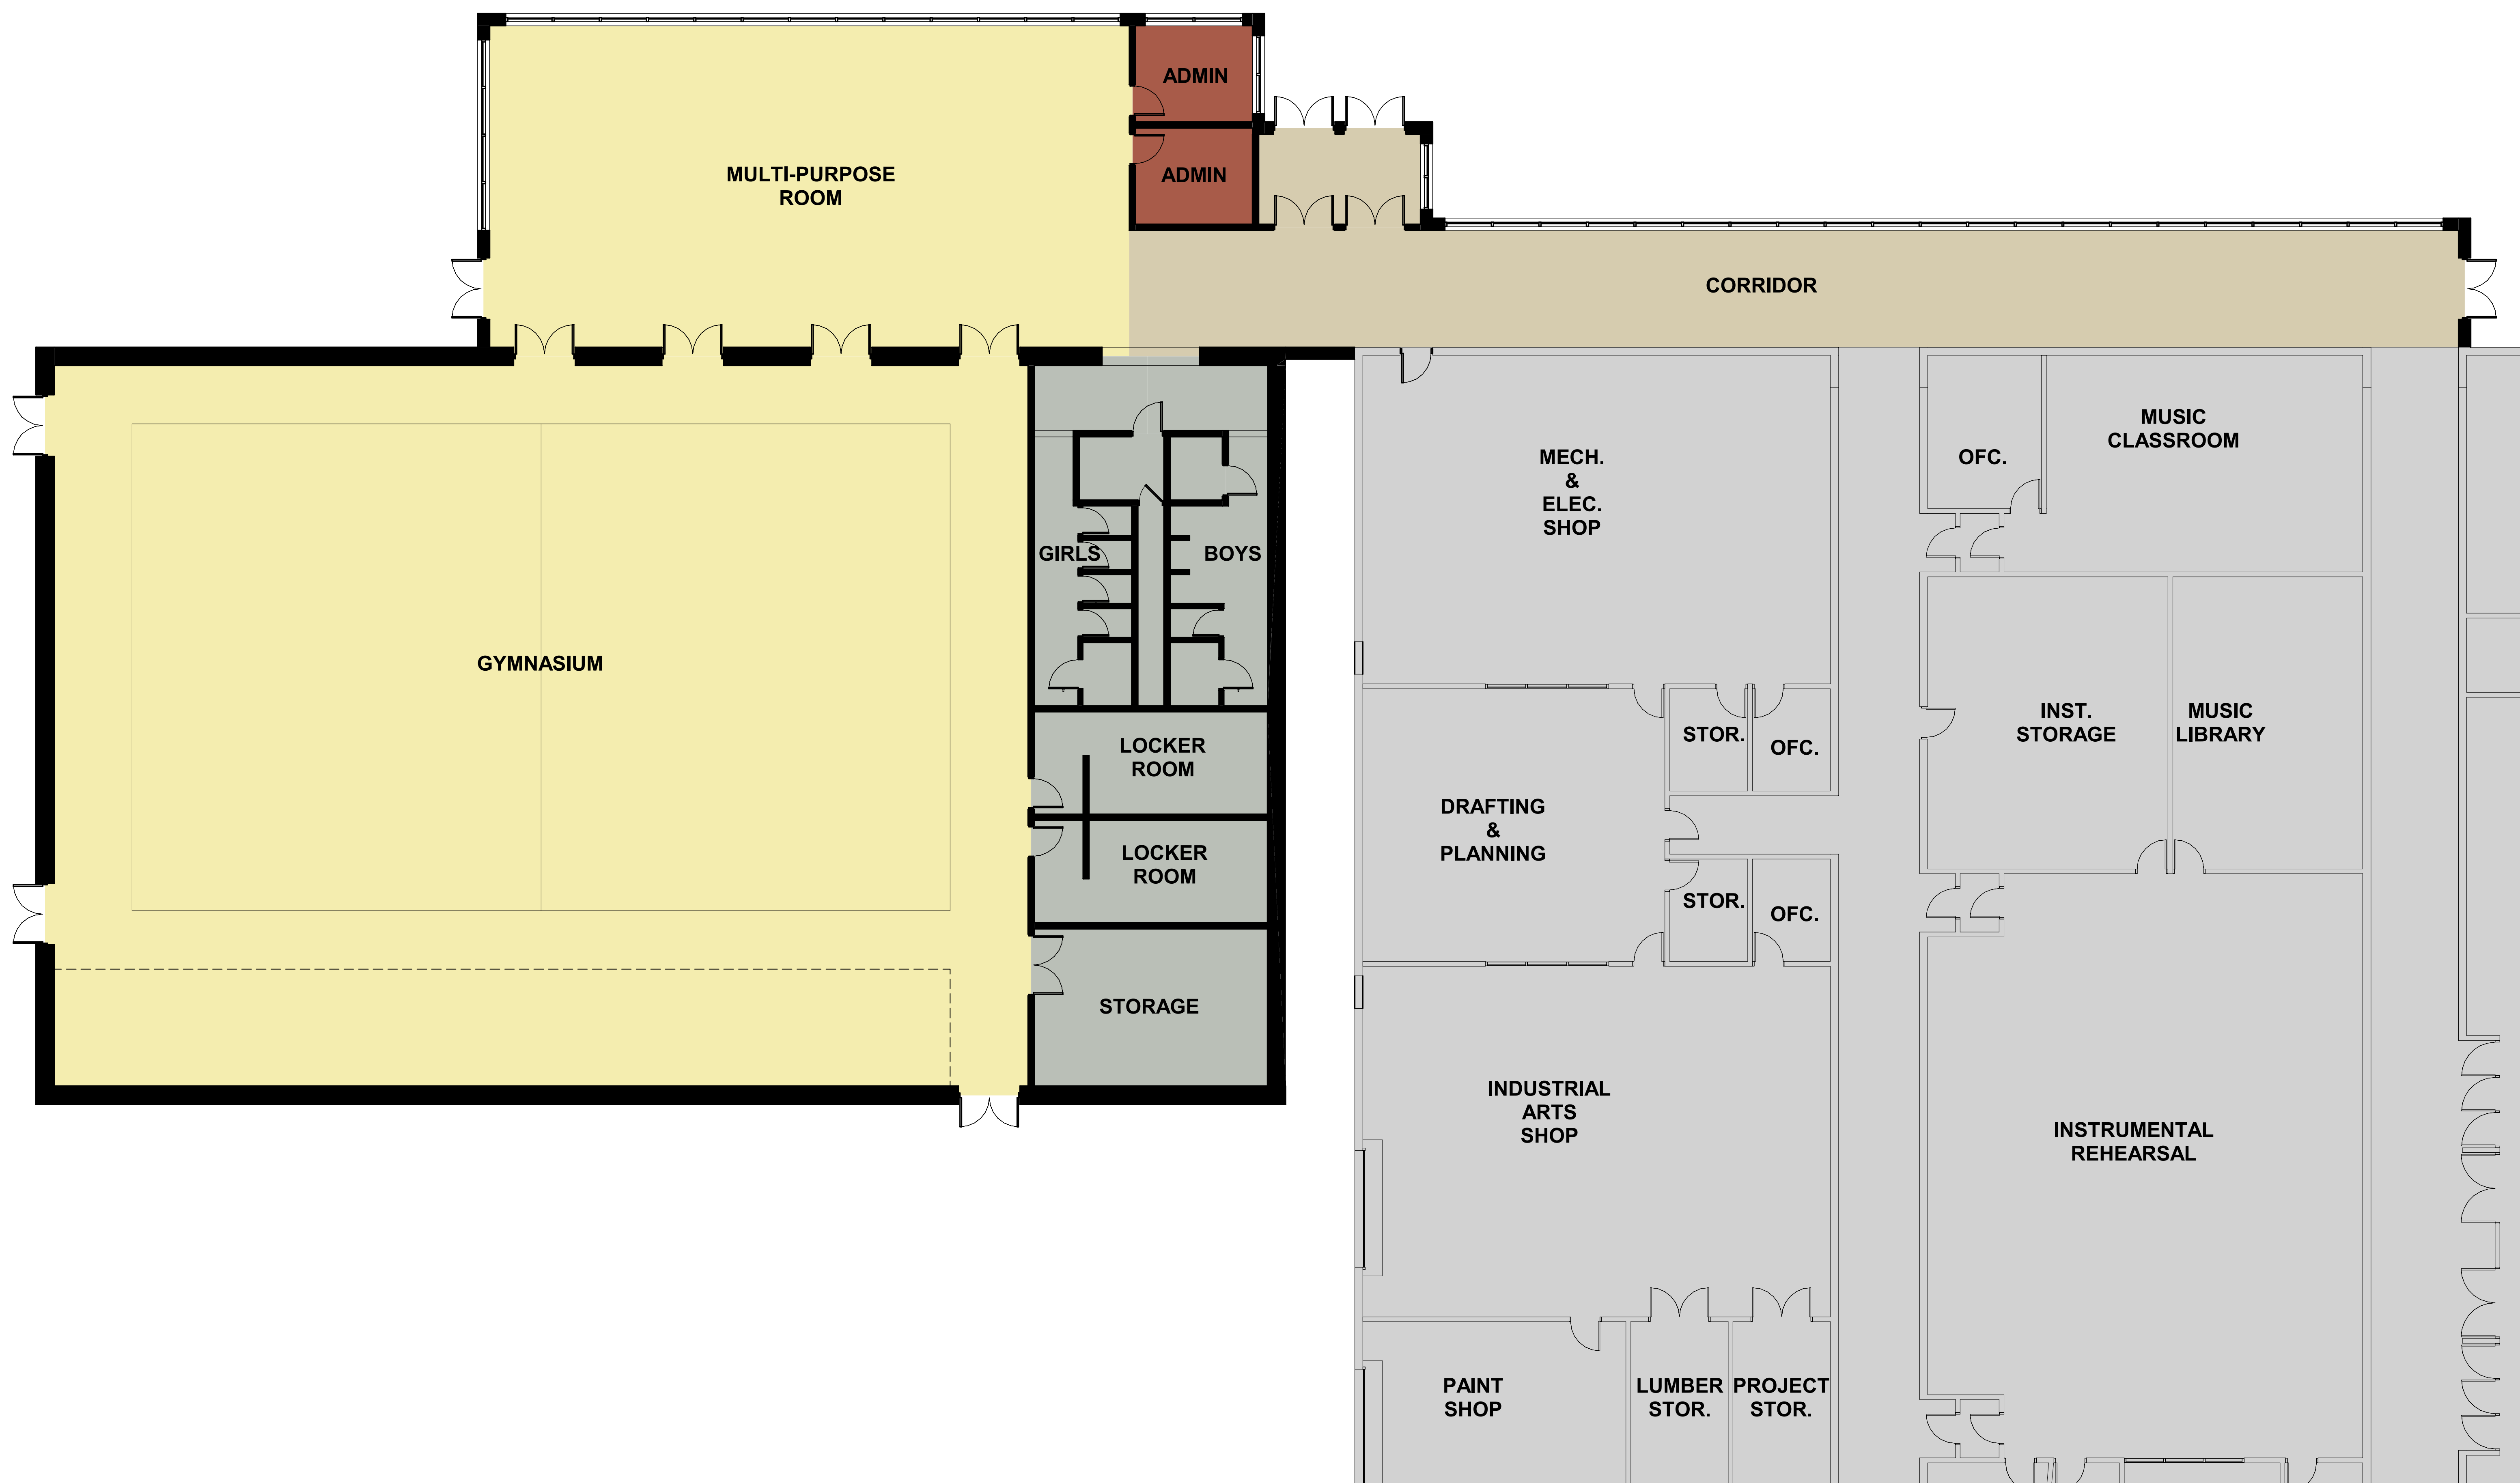 ADMIN
MULTI-PURPOSE
ROOM
ADMIN
CORRIDOR
MUSIC
CLASSROOM
OFC.
MECH.
&
ELEC.
SHOP
GIRLS
BOYS
GYMNASIUM
LOCKER
ROOM
STOR.
OFC.
INST.
STORAGE
MUSIC
LIBRARY
DRAFTING
&
PLANNING
LOCKER
ROOM
STOR.
OFC.
STORAGE
INDUSTRIAL
ARTS
SHOP
INSTRUMENTAL
REHEARSAL
PAINT
SHOP
LUMBER
STOR.
PROJECT
STOR.